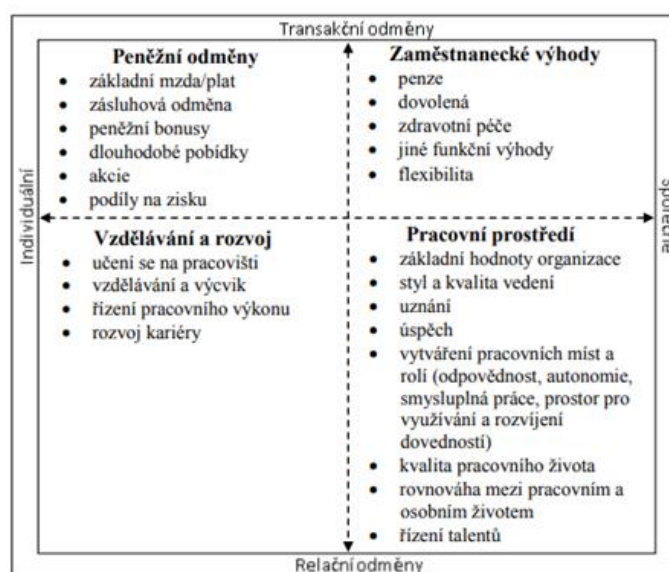 Transakční odměny
Peněžní odměny
základní mzda/plat
zásluhová odměna
peněžní bonusy
dlouhodobé pobídky
akcie
podíly na zisku
Zaměstnanecké výhody
penze
dovolená
zdravotní péče
jiné funkční výhody
flexibilita
Individuální
Společné
Vzdělávání a rozvoj
učení se na pracovišti
vzdělávání a výcvik
řízení pracovního výkonu
rozvoj kariéry
Pracovní prostředí
základní hodnoty organizace
styl a kvalita vedení
uznání
úspěch
vytváření pracovních míst a
rolí (odpovědnost, autonomie,
smysluplná práce, prostor pro
využívání a rozvíjení
dovedností)
kvalita pracovního života
rovnováha mezi pracovním a
osobním životem
řízení talentů
Relační odměny